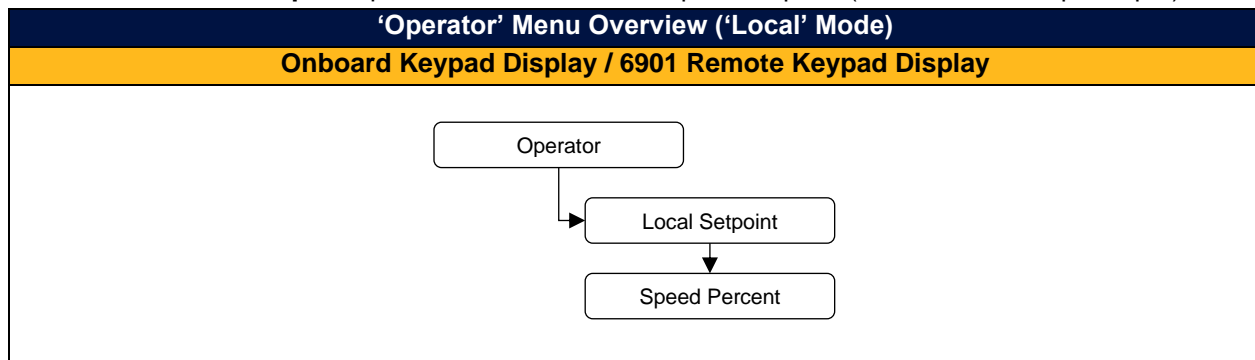 ‘Operator’ Menu Overview (‘Local’ Mode)
Onboard Keypad Display / 6901 Remote Keypad Display
Operator
Local Setpoint
Speed Percent